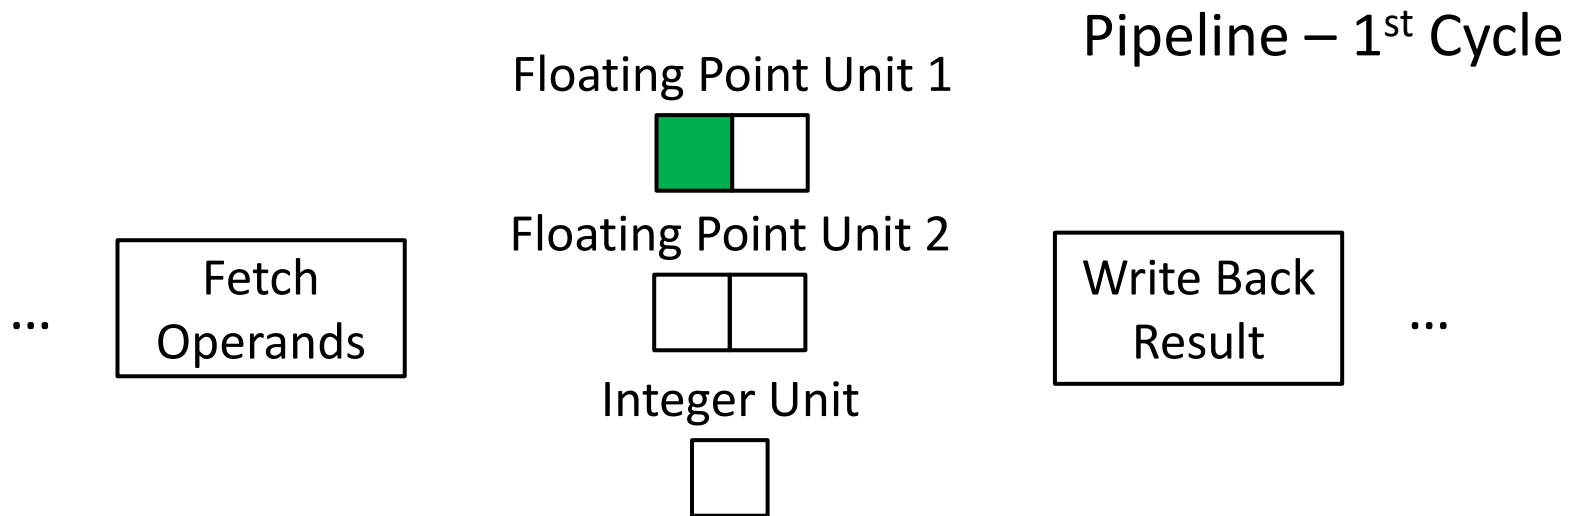 Pipeline – 1st Cycle
Floating Point Unit 1
Floating Point Unit 2
Fetch
Operands
Write Back
Result
...
...
Integer Unit